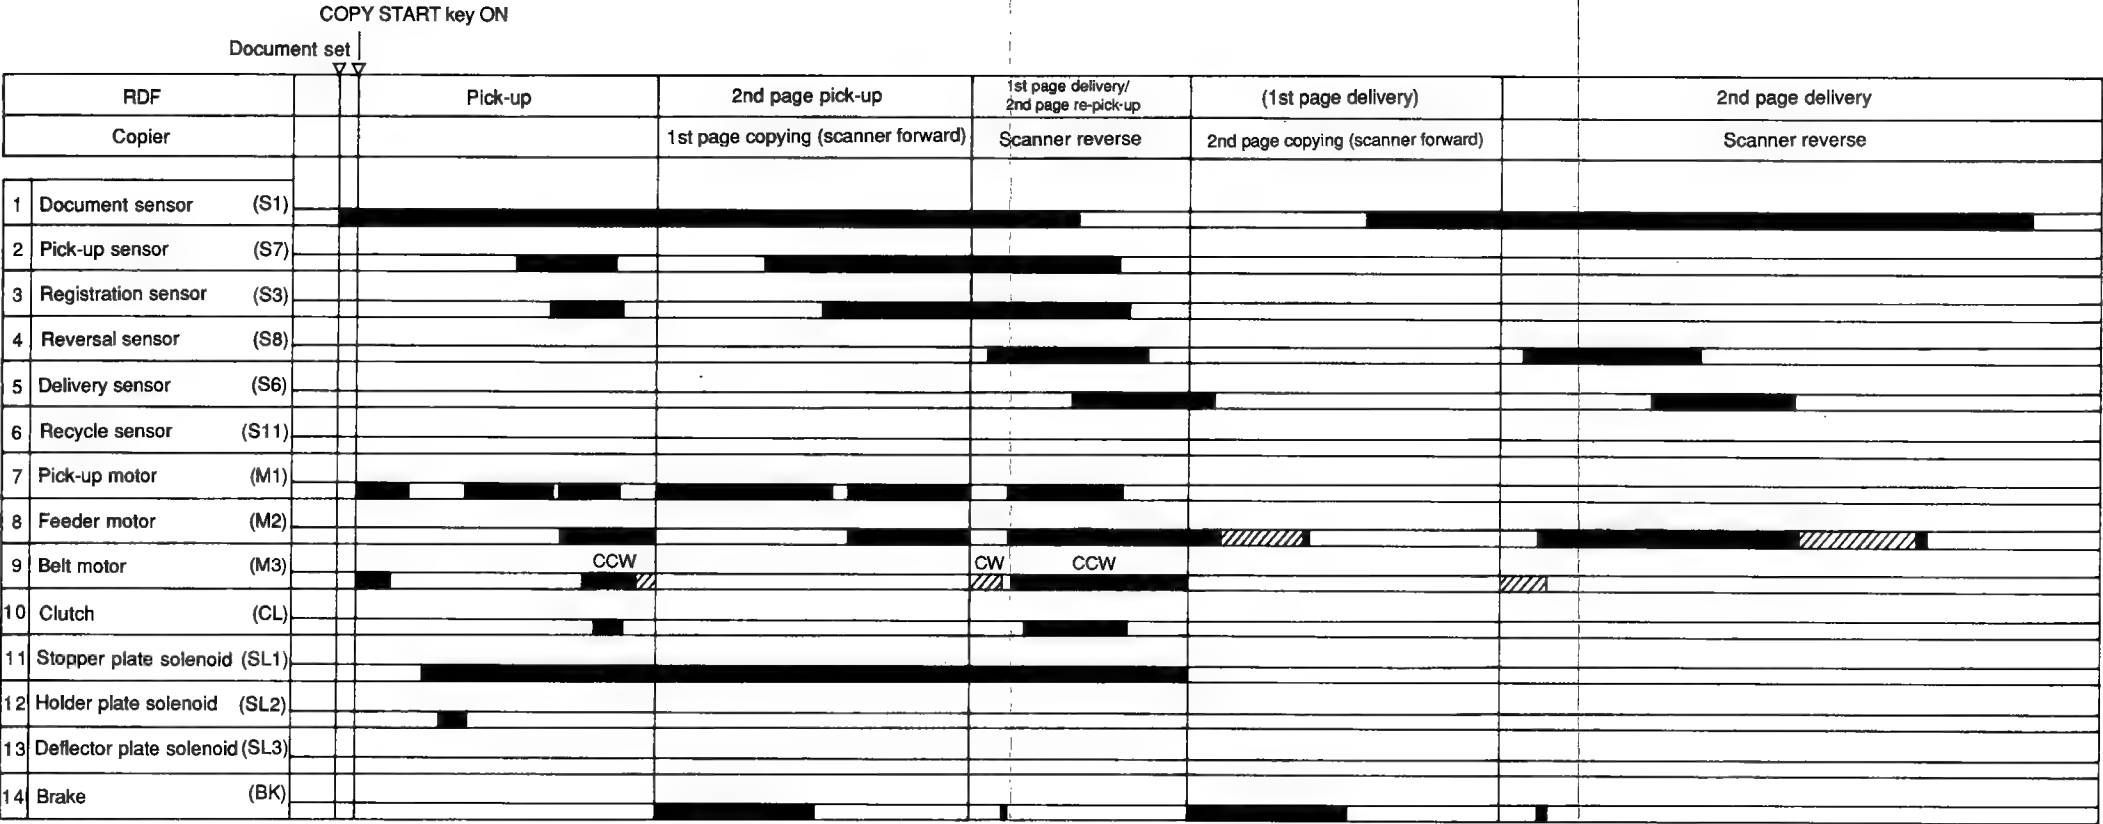 COPY START key ON
Document set
RDF Pick-up 2nd page pick-up 1st page delivery/ (1st page delivery) 2nd page delivery
2nd page re-pick-up
Copier 1st page copying (scanner forward) Scanner reverse 2nd page copying (scanner forward) Scanner reverse
1 Document sensor (S1)
2 Pick-up sensor (S7)
3 Registration sensor (S3)
4 Reversal sensor (S8)
5 Delivery sensor (S6)
6 Recycle sensor (S11)
7 Pick-up motor (M1)
8 Feeder motor (M2)
CCW CW CCW
9 Belt motor (M3)
10 Clutch (CL)
11 Stopper plate solenoid (SL1)
12 Holder plate solenoid (SL2)
13 Deflector plate solenoid (SL3)
14 Brake (BK)